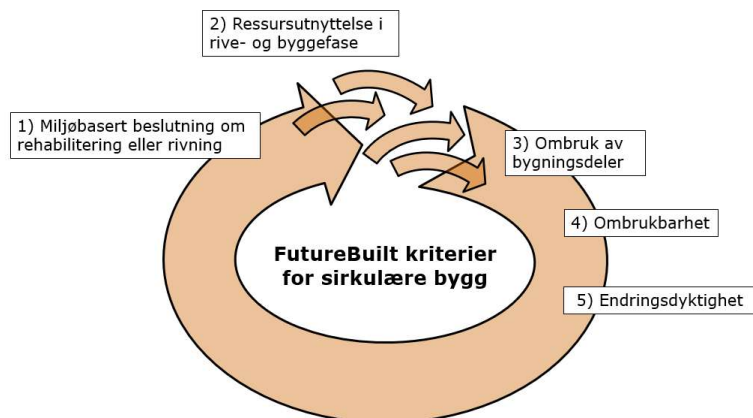 2) Ressursutnyttelse i
rive- og byggefase
1) Miljøbasert beslutning om
rehabilitering eller rivning
3) Ombruk av
bygningsdeler
4) Ombrukbarhet
5) Endringsdyktighet
FutureBuilt kriterier
for sirkulære bygg